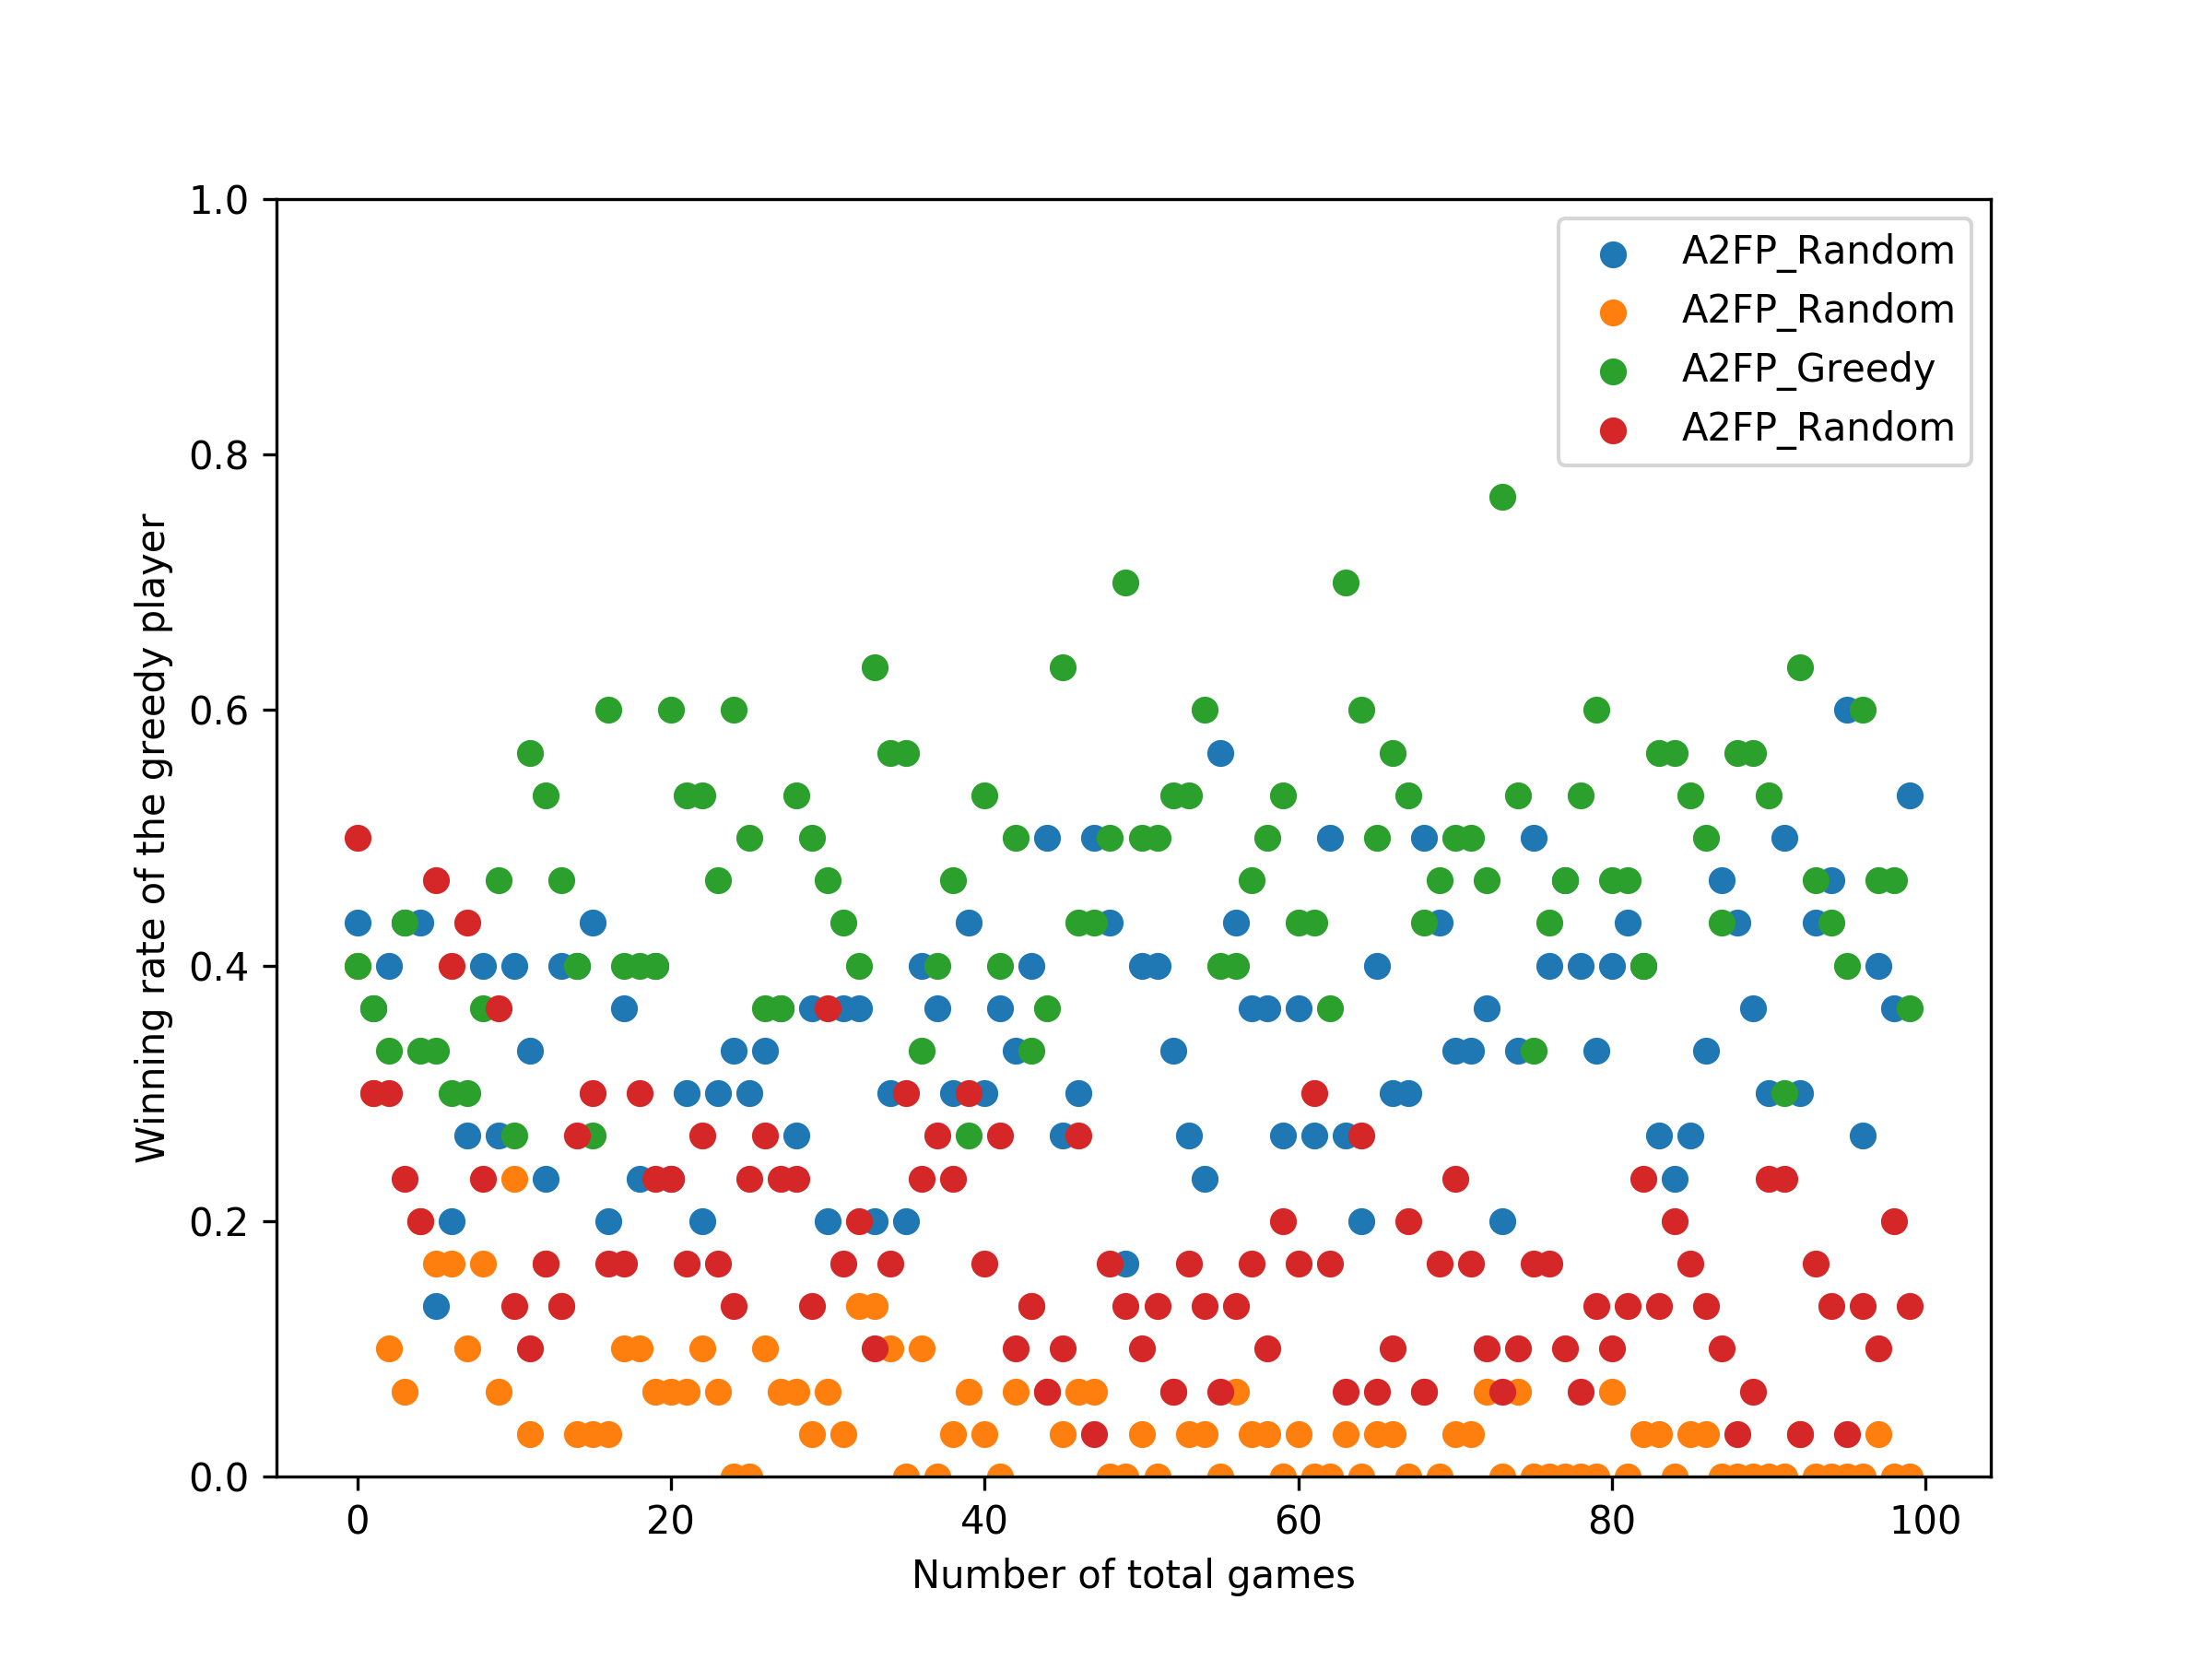 1.0
0.8
0.6
0.4
0.2
0.0
Winning rate of the greedy player
A2FP_Random
A2FP_Random
A2FP_Greedy
A2FP_Random
0 20 40 60 80 100
Number of total games